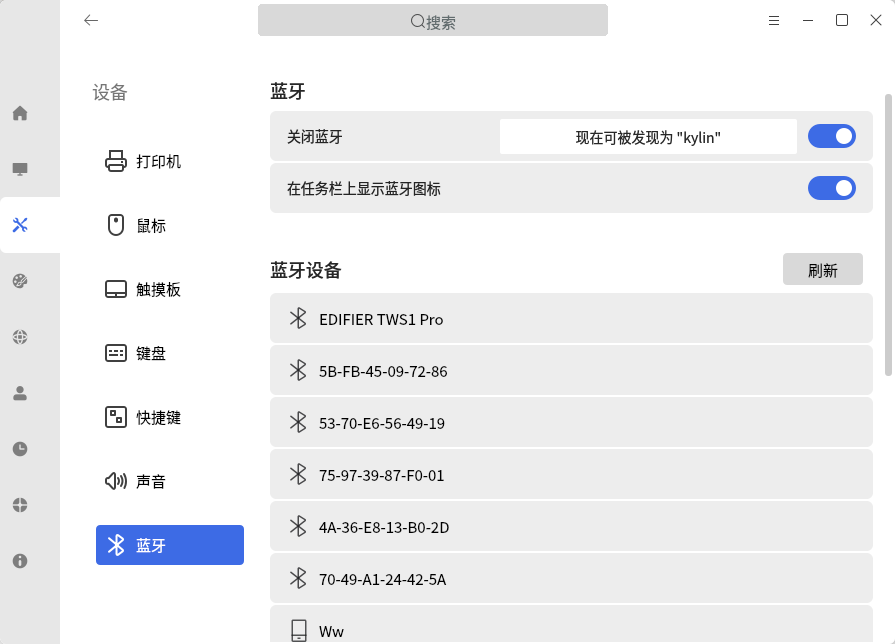 搜索
设备
打印机
鼠标
触摸板
键盘
快捷键
声音
蓝牙
蓝牙
关闭蓝牙
现在可被发现为 "kylin"
在任务栏上显示蓝牙图标
蓝牙设备
刷新
EDIFIER TWS1 Pro
5B-FB-45-09-72-86
53-70-E6-56-49-19
75-97-39-87-F0-01
4A-36-E8-13-B0-2D
70-49-A1-24-42-5A
Ww